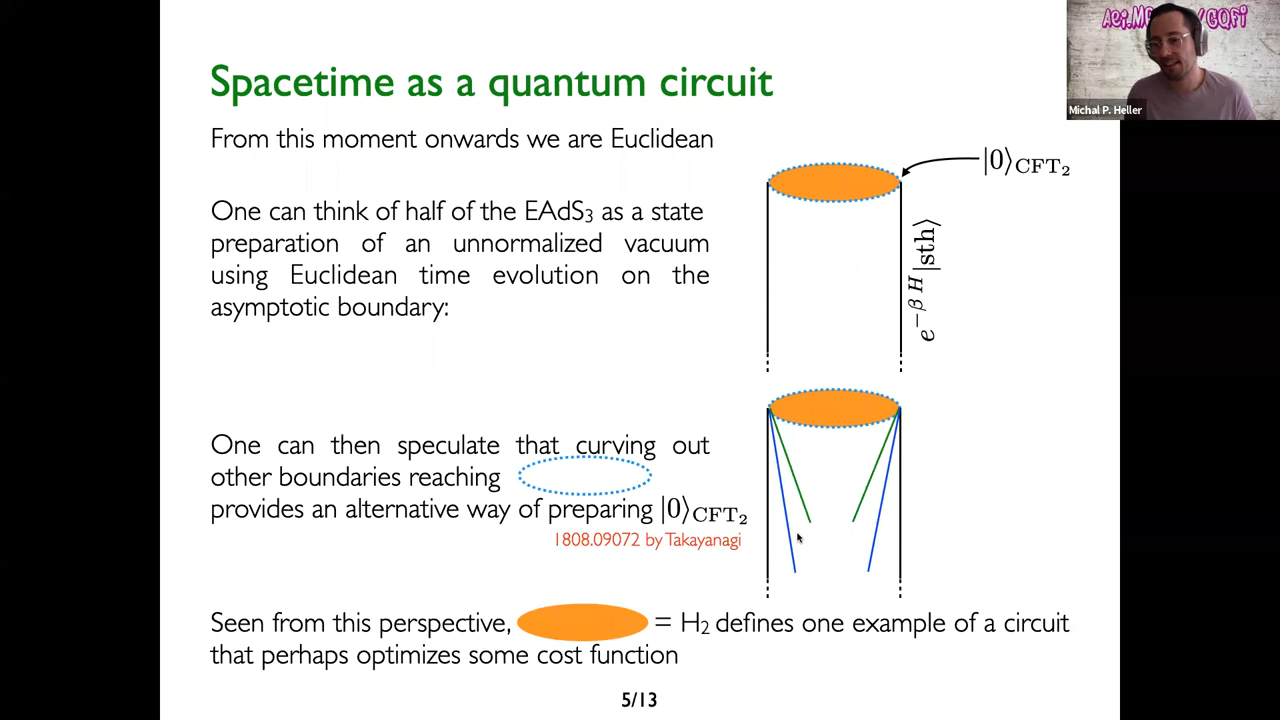 Spacetime as a quantum circuit
From this moment onwards we are Euclidean
|0⟩CFT₂
One can think of half of the EAdS₃ as a state
preparation of an unnormalized vacuum
using Euclidean time evolution on the
asymptotic boundary:
e^{−β H}|sth⟩
One can then speculate that curving out
other boundaries reaching
provides an alternative way of preparing |0⟩CFT₂
1808.09072 by Takayanagi
Seen from this perspective, = H₂ defines one example of a circuit
that perhaps optimizes some cost function
5/13
Michal P. Heller